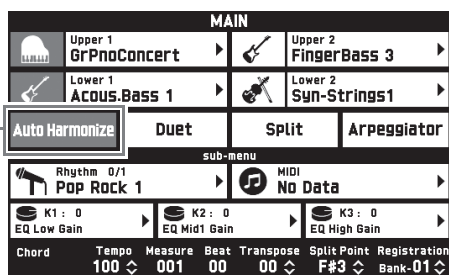 MAIN
Upper 1
GrPnoConcert
Upper 2
FingerBass 3
Lower 1
Acous.Bass 1
Lower 2
Syn-Strings1
Auto Harmonize
Duet
Split
Arpeggiator
sub-menu
Rhythm 0/1
Pop Rock 1
MIDI
No Data
K1 : 0
EQ Low Gain
K2 : 0
EQ Mid1 Gain
K3 : 0
EQ High Gain
Chord Tempo Measure Beat Transpose Split Point Registration
100 001 00 00 F#3 Bank-01